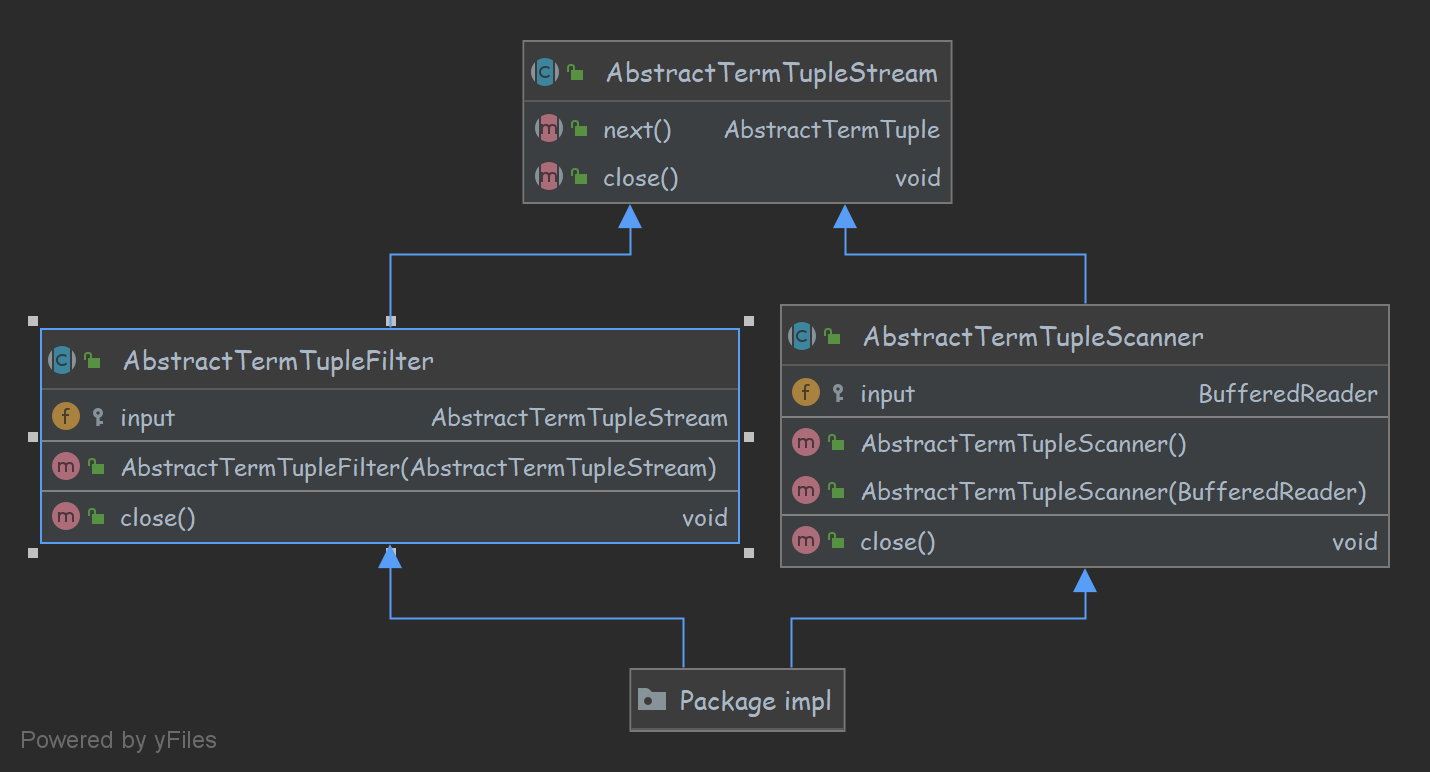 AbstractTermTupleStream
next() AbstractTermTuple
close() void
AbstractTermTupleFilter
input AbstractTermTupleStream
AbstractTermTupleFilter(AbstractTermTupleStream)
close() void
AbstractTermTupleScanner
input BufferedReader
AbstractTermTupleScanner()
AbstractTermTupleScanner(BufferedReader)
close() void
Package impl
Powered by yFiles